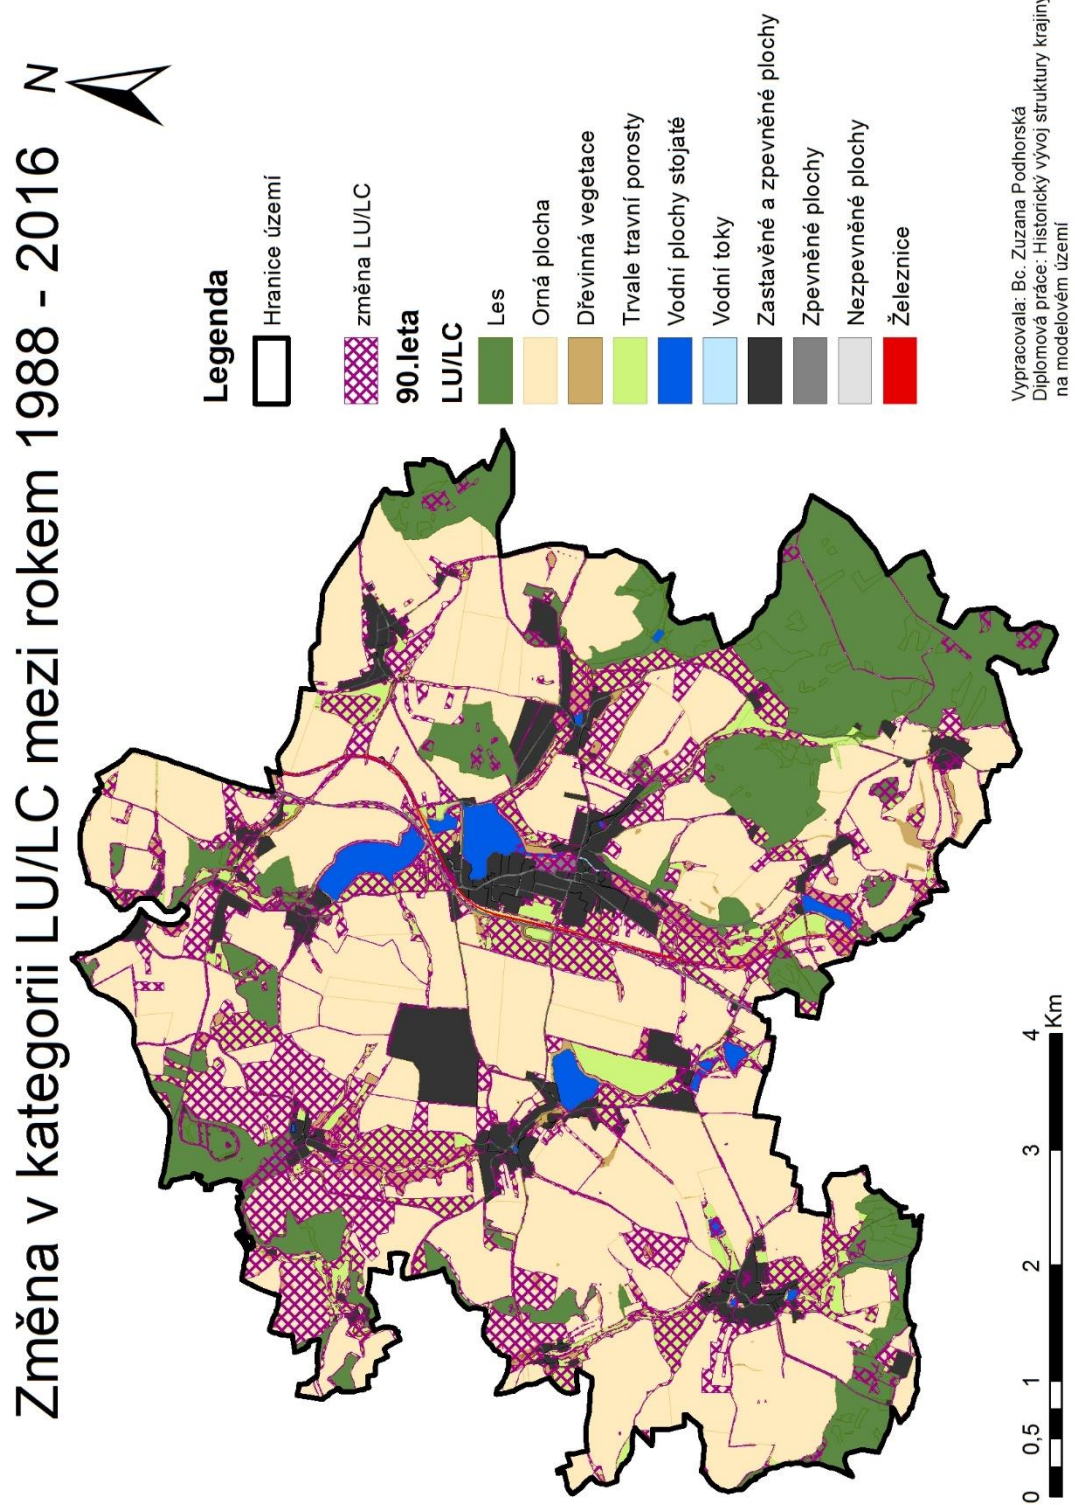 Změna v kategorii LU/LC mezi rokem 1988 - 2016
N
Legenda
Hranice území
změna LU/LC
90.leta
LU/LC
Les
Orná plocha
Dřevinná vegetace
Trvale travní porosty
Vodní plochy stojaté
Vodní toky
Zastavěné a zpevněné plochy
Zpevněné plochy
Nezpevněné plochy
Železnice
0 0,5 1 2 3 4
Km
Vypracovala: Bc. Zuzana Podhorská
Diplomová práce: Historický vývoj struktury krajiny
na modelovém území